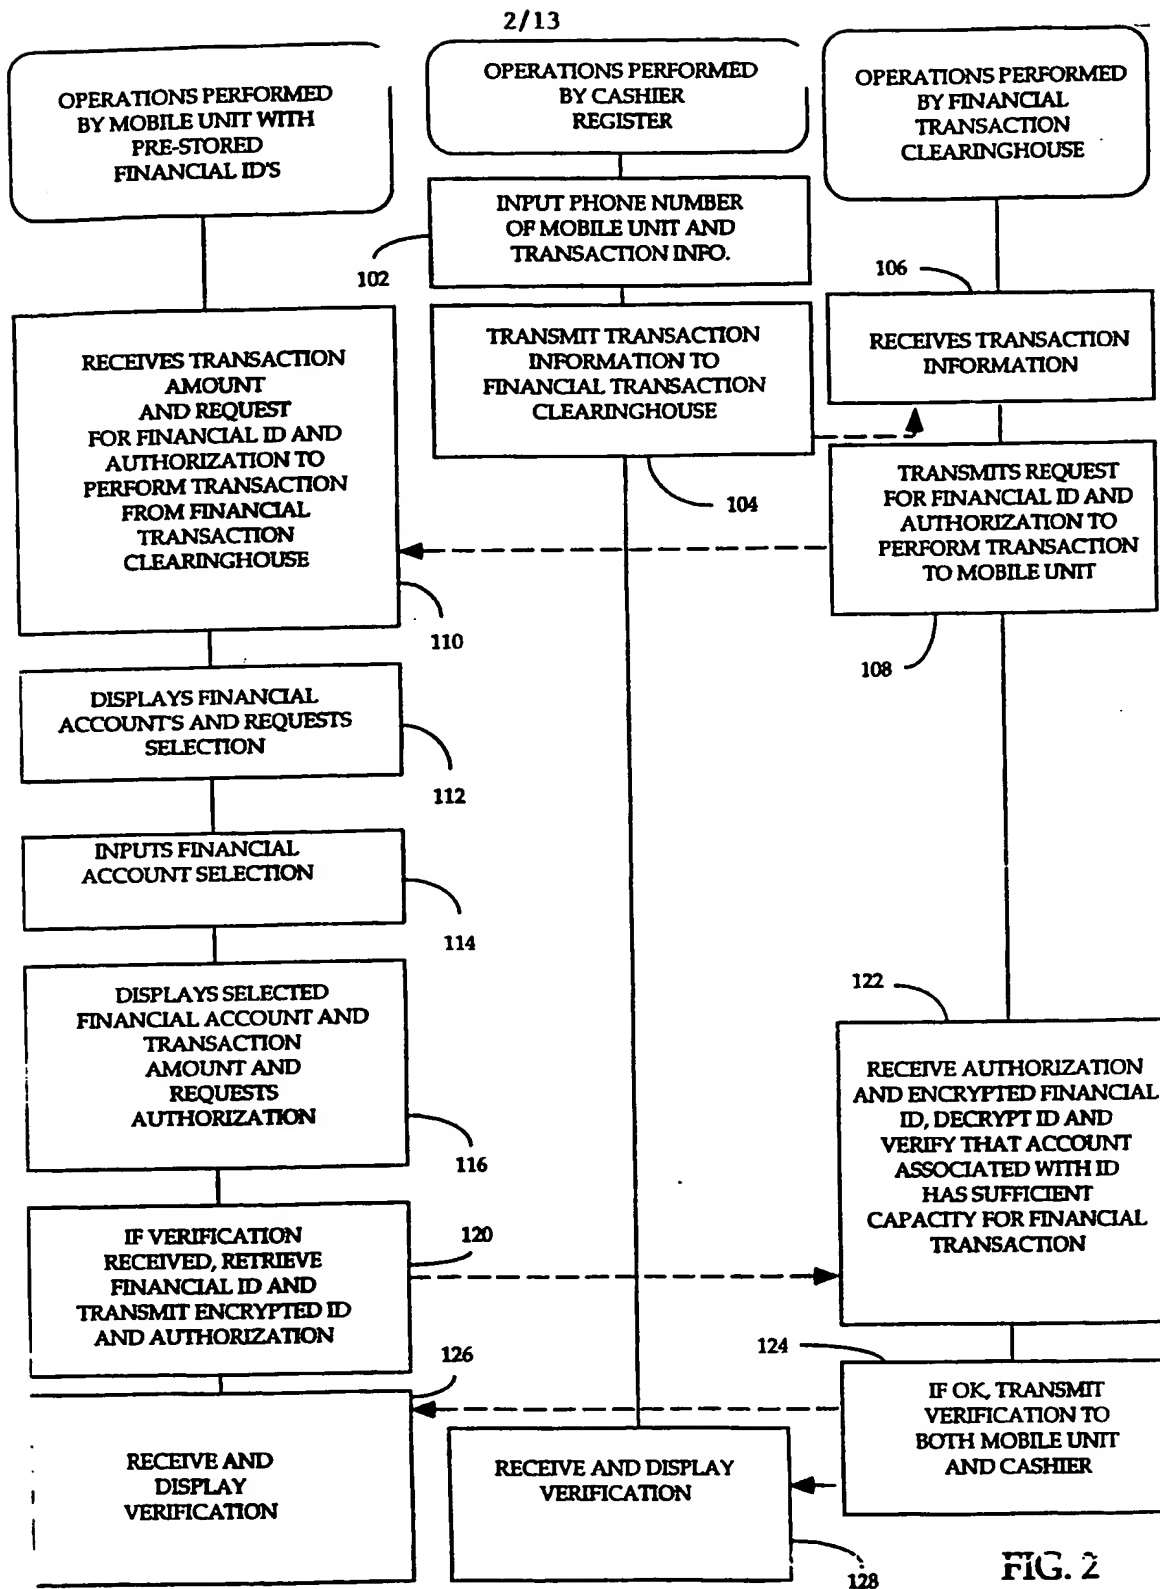 2/13
OPERATIONS PERFORMED
BY MOBILE UNIT WITH
PRE-STORED
FINANCIAL ID'S
OPERATIONS PERFORMED
BY CASHIER
REGISTER
OPERATIONS PERFORMED
BY FINANCIAL
TRANSACTION
CLEARINGHOUSE
INPUT PHONE NUMBER
OF MOBILE UNIT AND
TRANSACTION INFO.
102
TRANSMIT TRANSACTION
INFORMATION TO
FINANCIAL TRANSACTION
CLEARINGHOUSE
104
106
RECEIVES TRANSACTION
INFORMATION
TRANSMITS REQUEST
FOR FINANCIAL ID AND
AUTHORIZATION TO
PERFORM TRANSACTION
TO MOBILE UNIT
108
RECEIVES TRANSACTION
AMOUNT
AND REQUEST
FOR FINANCIAL ID AND
AUTHORIZATION TO
PERFORM TRANSACTION
FROM FINANCIAL
TRANSACTION
CLEARINGHOUSE
110
DISPLAYS FINANCIAL
ACCOUNTS AND REQUESTS
SELECTION
112
INPUTS FINANCIAL
ACCOUNT SELECTION
114
DISPLAYS SELECTED
FINANCIAL ACCOUNT AND
TRANSACTION
AMOUNT AND
REQUESTS
AUTHORIZATION
116
IF VERIFICATION
RECEIVED, RETRIEVE
FINANCIAL ID AND
TRANSMIT ENCRYPTED ID
AND AUTHORIZATION
120
122
RECEIVE AUTHORIZATION
AND ENCRYPTED FINANCIAL
ID, DECRYPT ID AND
VERIFY THAT ACCOUNT
ASSOCIATED WITH ID
HAS SUFFICIENT
CAPACITY FOR FINANCIAL
TRANSACTION
124
IF OK, TRANSMIT
VERIFICATION TO
BOTH MOBILE UNIT
AND CASHIER
126
RECEIVE AND
DISPLAY
VERIFICATION
RECEIVE AND DISPLAY
VERIFICATION
128
FIG. 2